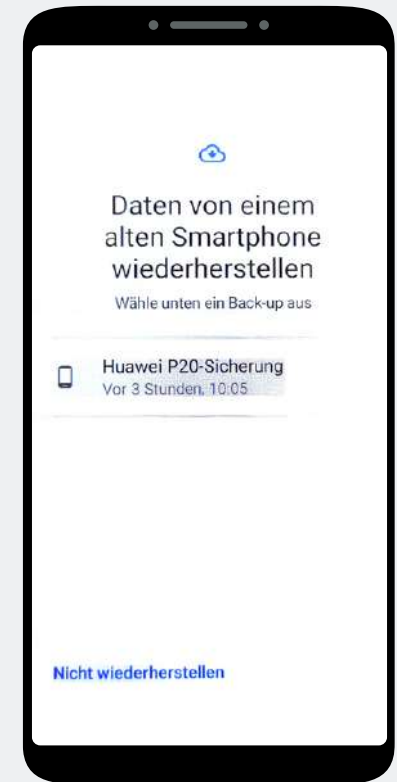 Daten von einem
alten Smartphone
wiederherstellen
Wähle unten ein Back-up aus
Huawei P20-Sicherung
Vor 3 Stunden, 10:05
Nicht wiederherstellen